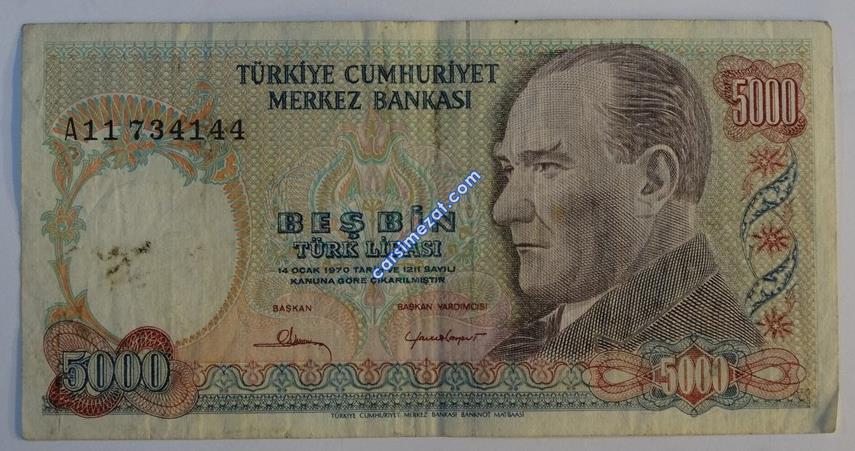 TÜRKİYE CUMHURİYET
MERKEZ BANKASI
5000
A11 734144
BEŞ BİN
TÜRK LİRASI
14 OCAK 1970 TARİH VE 1211 SAYILI
KANUNA GÖRE ÇIKARILMIŞTIR
BAŞKAN
BAŞKAN YARDIMCISI
5000
5000
TÜRKİYE CUMHURİYET MERKEZ BANKASI BANKNOT MATBAASI
carsimezat.com